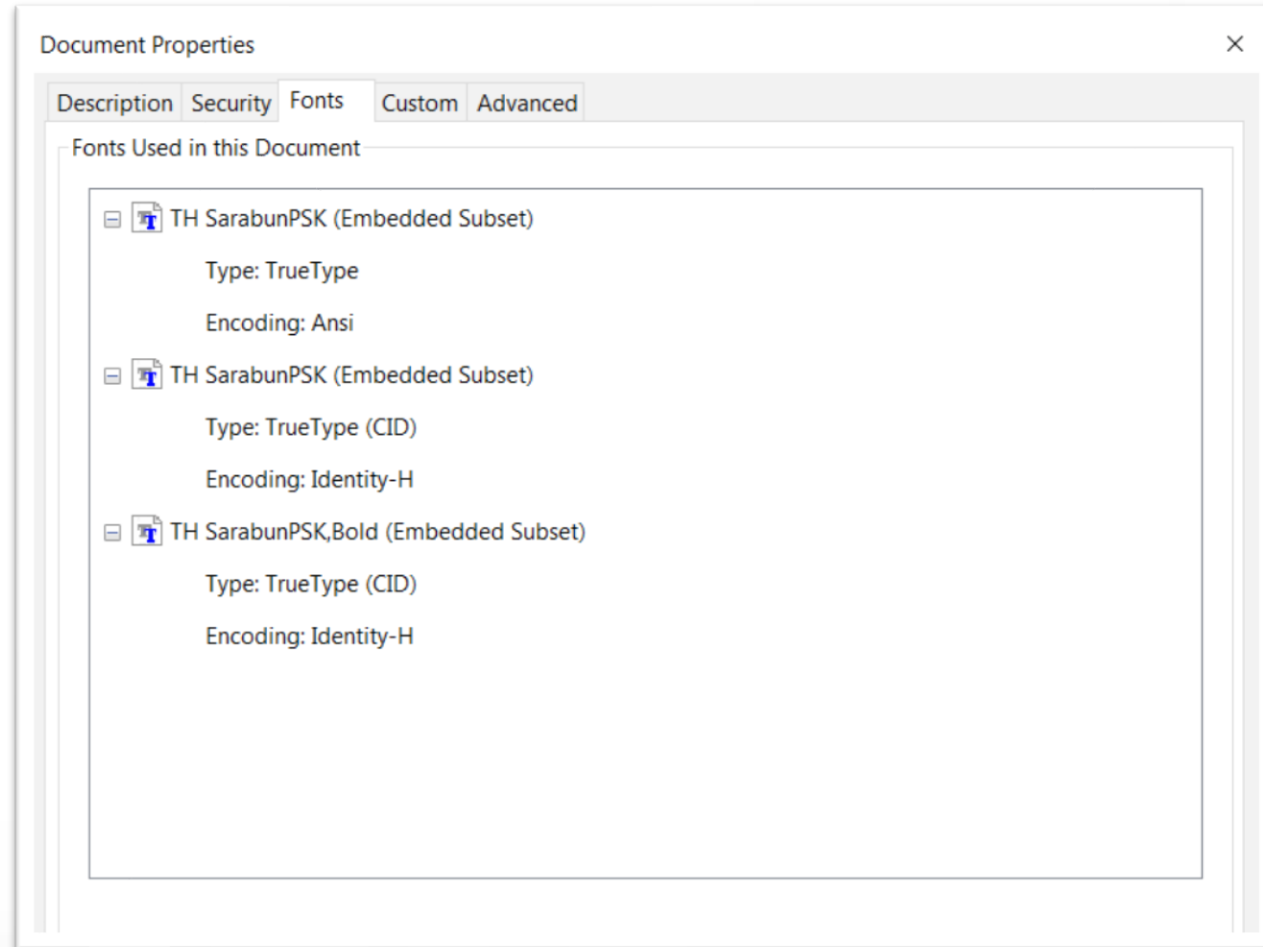 Document Properties
Description Security Fonts Custom Advanced
Fonts Used in this Document
TH SarabunPSK (Embedded Subset)
Type: TrueType
Encoding: Ansi
TH SarabunPSK (Embedded Subset)
Type: TrueType (CID)
Encoding: Identity-H
TH SarabunPSK,Bold (Embedded Subset)
Type: TrueType (CID)
Encoding: Identity-H